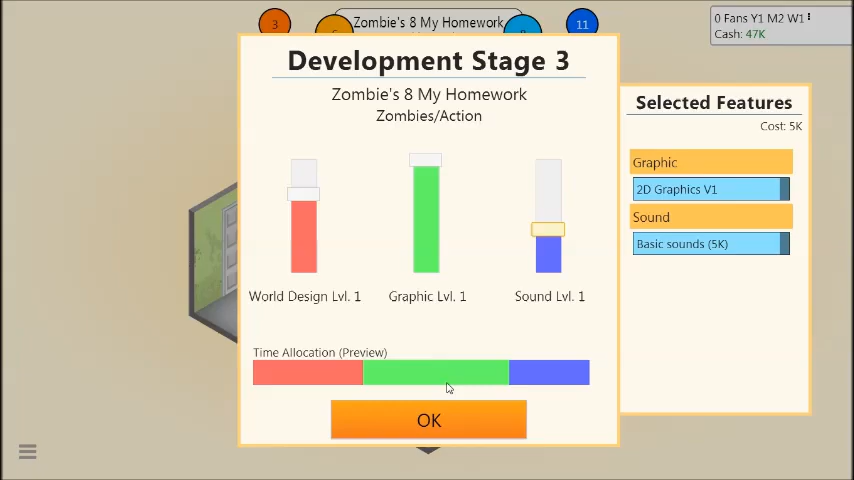 3
Zombie's 8 My Homework
11
0 Fans Y1 M2 W1
Cash: 47K
Development Stage 3
Zombie's 8 My Homework
Zombies/Action
World Design Lvl. 1
Graphic Lvl. 1
Sound Lvl. 1
Time Allocation (Preview)
OK
Selected Features
Cost: 5K
Graphic
2D Graphics V1
Sound
Basic sounds (5K)